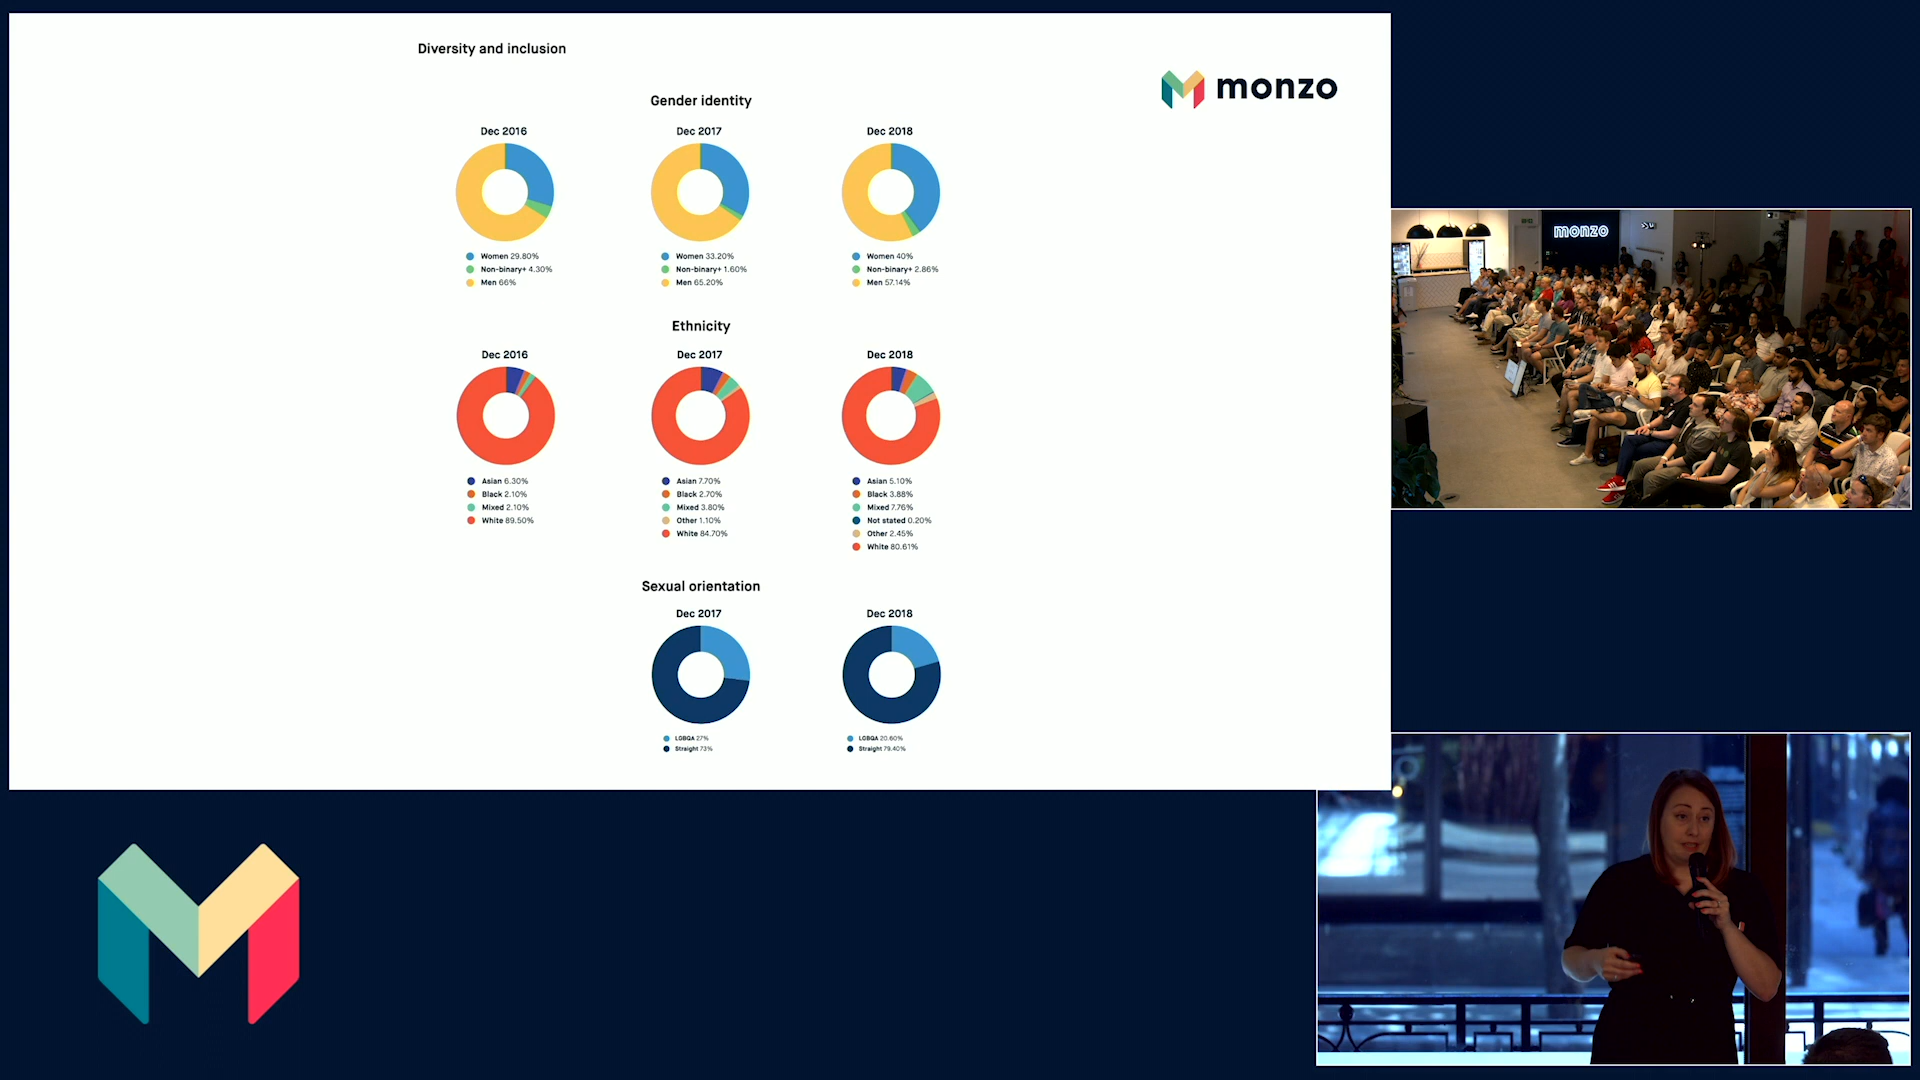 Diversity and inclusion
monzo
Gender identity
Dec 2016
Dec 2017
Dec 2018
Women 29.80%
Non-binary+ 4.30%
Men 66%
Women 33.20%
Non-binary+ 1.60%
Men 65.20%
Women 40%
Non-binary+ 2.86%
Men 57.14%
Ethnicity
Dec 2016
Dec 2017
Dec 2018
Asian 6.30%
Black 2.10%
Mixed 2.10%
White 89.50%
Asian 7.70%
Black 2.70%
Mixed 3.80%
Other 1.10%
White 84.70%
Asian 5.10%
Black 3.88%
Mixed 7.76%
Not stated 0.20%
Other 2.45%
White 80.61%
Sexual orientation
Dec 2017
Dec 2018
LGBQA 27%
Straight 73%
LGBQA 20.60%
Straight 79.40%
monzo